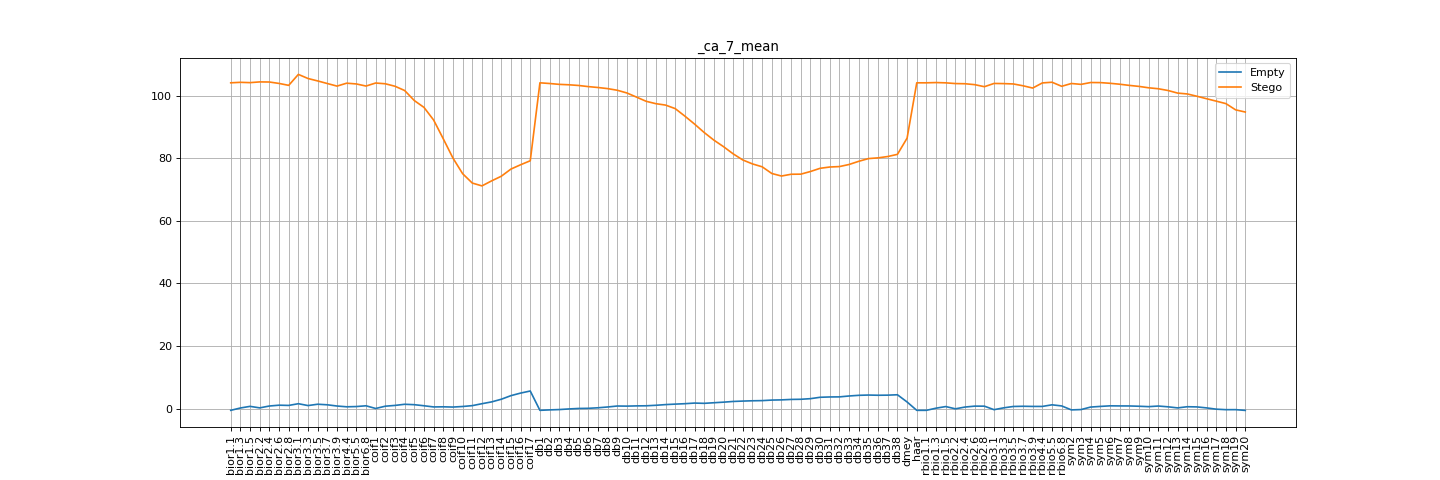 _ca_7_mean
Empty
Stego
100
80
60
40
20
0
bior1.1
bior1.3
bior1.5
bior2.2
bior2.4
bior2.6
bior2.8
bior3.1
bior3.3
bior3.5
bior3.7
bior3.9
bior4.4
bior5.5
bior6.8
coif1
coif2
coif3
coif4
coif5
coif6
coif7
coif8
coif9
coif10
coif11
coif12
coif13
coif14
coif15
coif16
coif17
db1
db2
db3
db4
db5
db6
db7
db8
db9
db10
db11
db12
db13
db14
db15
db16
db17
db18
db19
db20
db21
db22
db23
db24
db25
db26
db27
db28
db29
db30
db31
db32
db33
db34
db35
db36
db37
db38
dmey
haar
rbio1.1
rbio1.3
rbio1.5
rbio2.2
rbio2.4
rbio2.6
rbio2.8
rbio3.1
rbio3.3
rbio3.5
rbio3.7
rbio3.9
rbio4.4
rbio5.5
rbio6.8
sym2
sym3
sym4
sym5
sym6
sym7
sym8
sym9
sym10
sym11
sym12
sym13
sym14
sym15
sym16
sym17
sym18
sym19
sym20